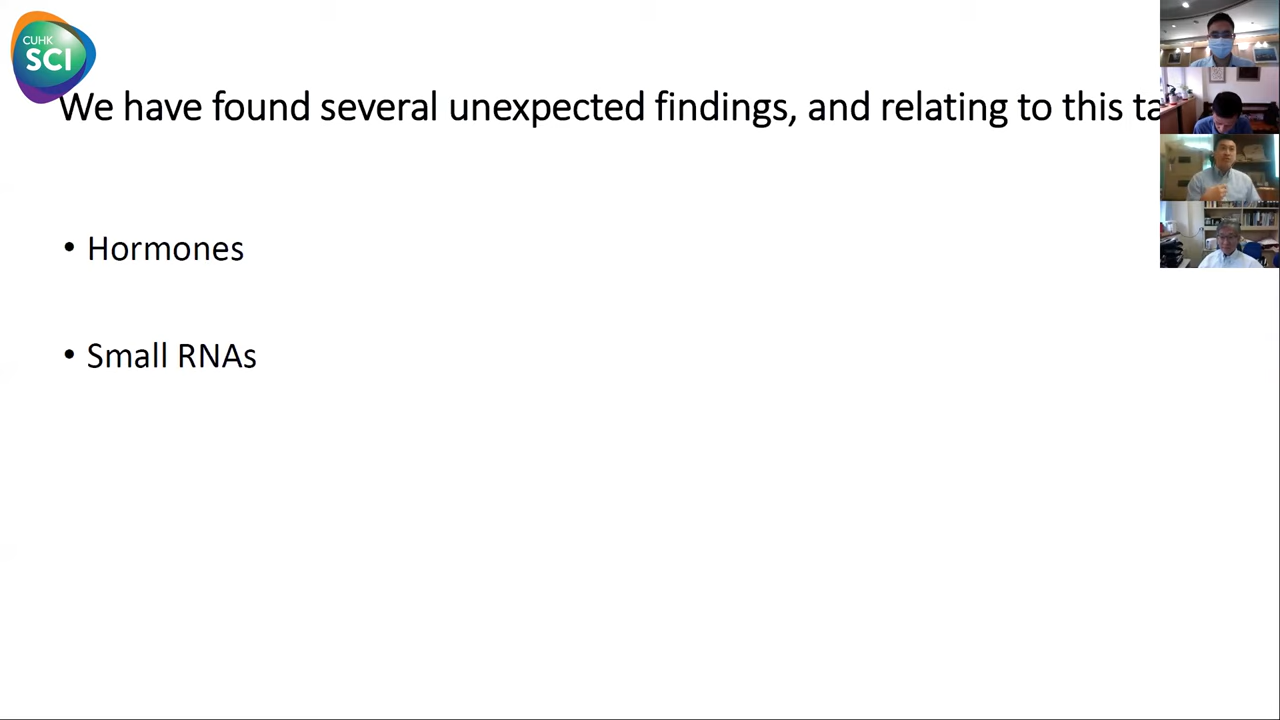 CUHK
SCI
We have found several unexpected findings, and relating to this ta
• Hormones
• Small RNAs